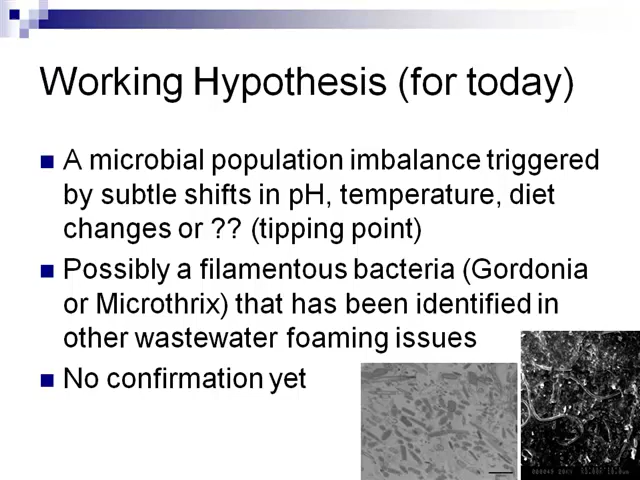 Working Hypothesis (for today)
A microbial population imbalance triggered
by subtle shifts in pH, temperature, diet
changes or ?? (tipping point)
Possibly a filamentous bacteria (Gordonia
or Microthrix) that has been identified in
other wastewater foaming issues
No confirmation yet